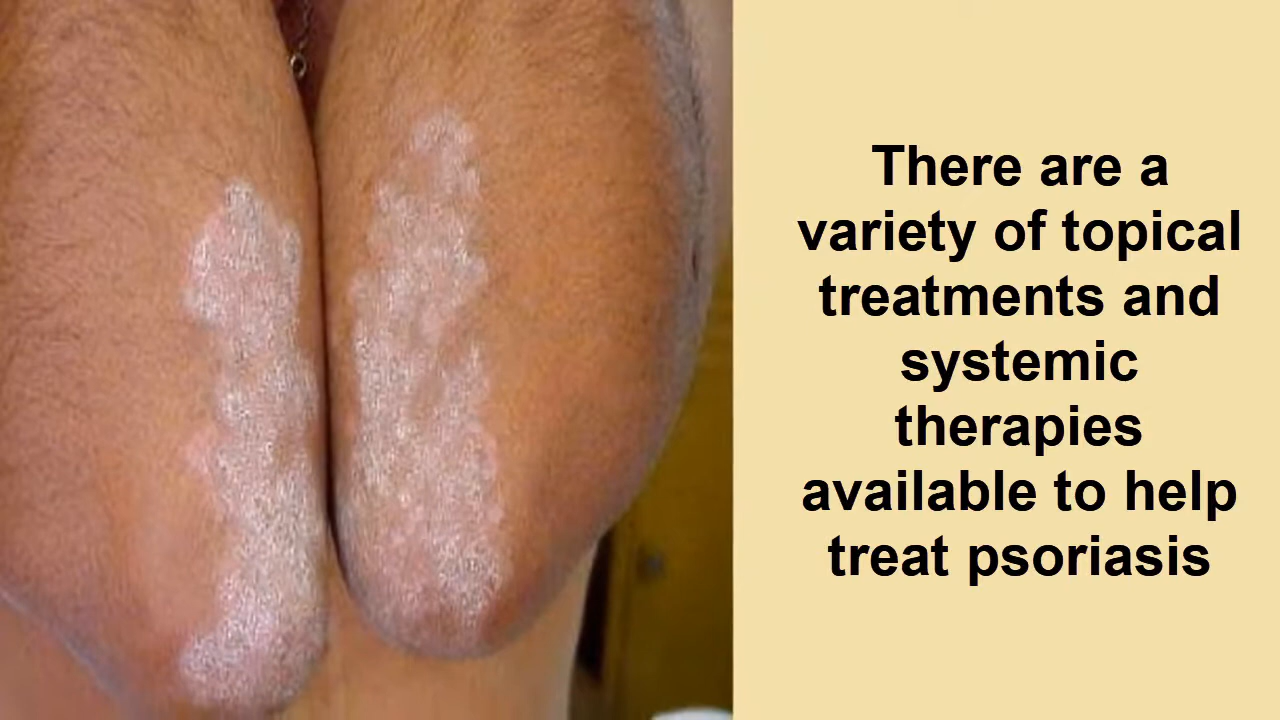 There are a
variety of topical
treatments and
systemic
therapies
available to help
treat psoriasis